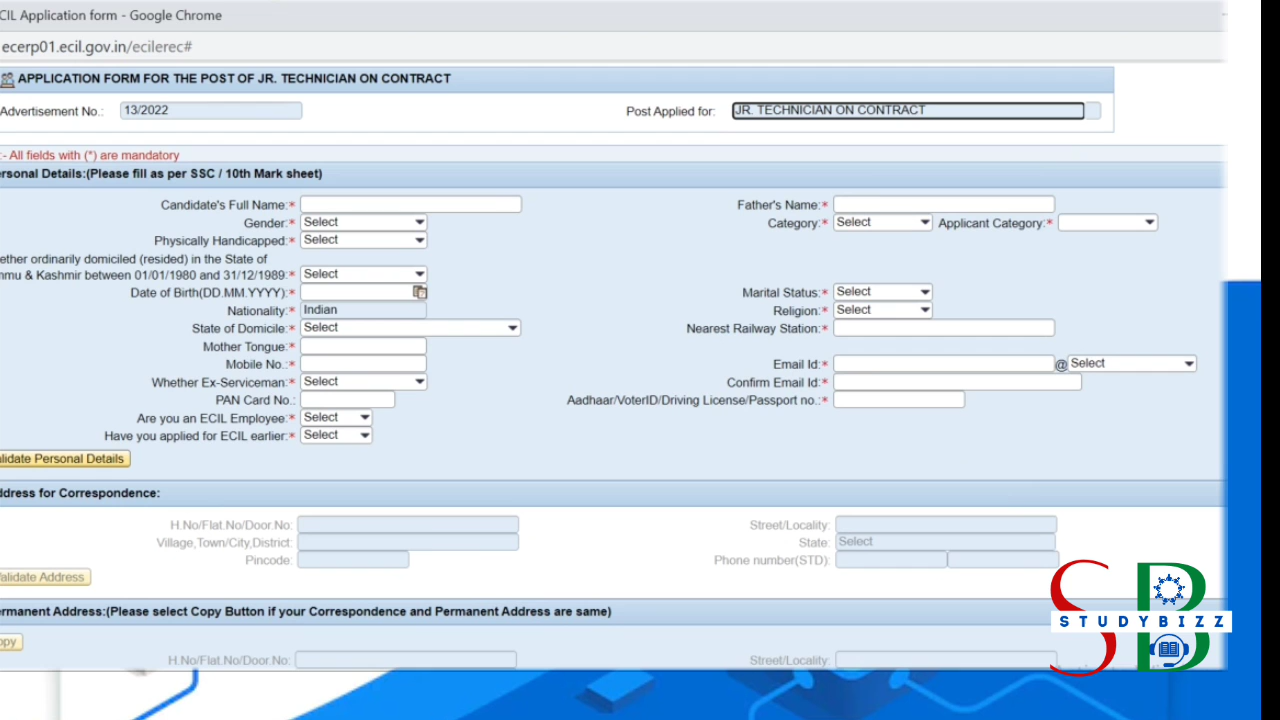 CIL Application form - Google Chrome
ecerp01.ecil.gov.in/ecilerec#
APPLICATION FORM FOR THE POST OF JR. TECHNICIAN ON CONTRACT
Advertisement No.: 13/2022 Post Applied for: JR. TECHNICIAN ON CONTRACT
:- All fields with (*) are mandatory
ersonal Details:(Please fill as per SSC / 10th Mark sheet)
Candidate's Full Name:* Father's Name:*
Gender:* Select Category:* Select Applicant Category:*
Physically Handicapped:* Select
ether ordinarily domiciled (resided) in the State of
mmu & Kashmir between 01/01/1980 and 31/12/1989:* Select
Date of Birth(DD.MM.YYYY):* Marital Status:* Select
Nationality:* Indian Religion:* Select
State of Domicile:* Select Nearest Railway Station:*
Mother Tongue:*
Mobile No.:* Email Id:* @ Select
Whether Ex-Serviceman:* Select Confirm Email Id:*
PAN Card No.: Aadhaar/VoterID/Driving License/Passport no.:*
Are you an ECIL Employee:* Select
Have you applied for ECIL earlier:* Select
lidate Personal Details
ddress for Correspondence:
H.No/Flat.No/Door.No: Street/Locality:
Village,Town/City,District: State: Select
Pincode: Phone number(STD):
alidate Address
ermanent Address:(Please select Copy Button if your Correspondence and Permanent Address are same)
opy
H.No/Flat.No/Door.No: Street/Locality:
SB
STUDYBIZZ